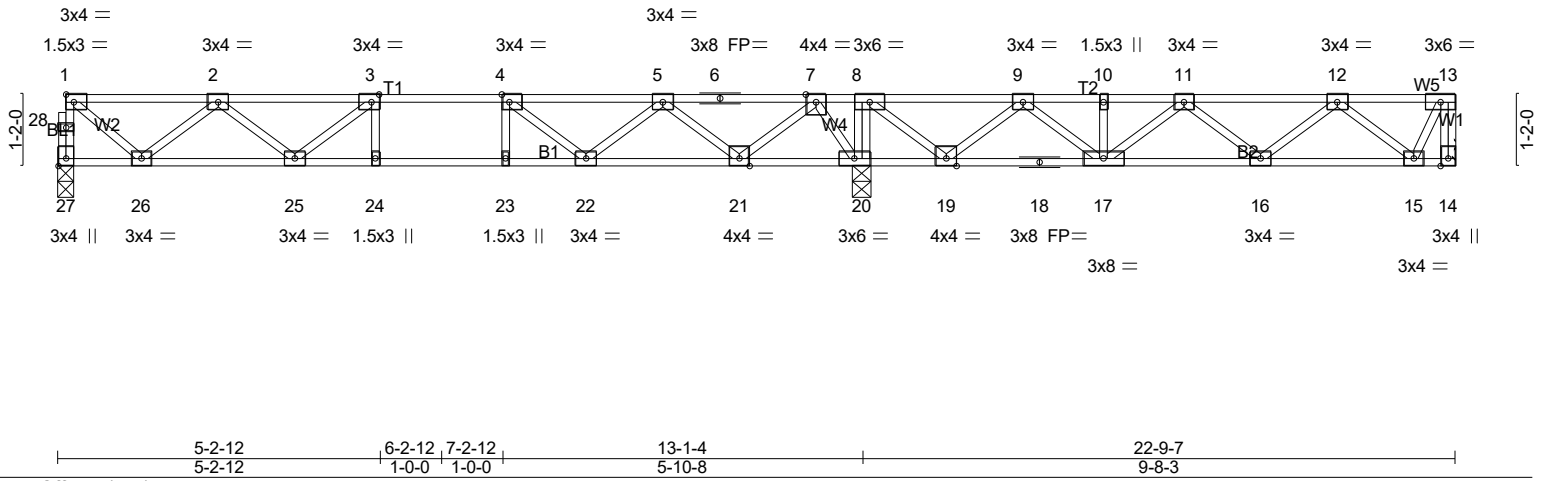 3x4 = 3x4 =
1.5x3 = 3x4 = 3x4 = 3x4 = 3x8 FP= 4x4 = 3x6 = 3x4 = 1.5x3 || 3x4 = 3x4 = 3x6 =
1 2 3 4 5 6 7 8 9 10 11 12 13
T1 T2 W5
1-2-0 28 BL1 W2 W4 W1 1-2-0
B1 B2
27 26 25 24 23 22 21 20 19 18 17 16 15 14
3x4 || 3x4 = 3x4 = 1.5x3 || 1.5x3 || 3x4 = 4x4 = 3x6 = 4x4 = 3x8 FP= 3x4 = 3x4 ||
3x8 = 3x4 =
5-2-12 6-2-12 7-2-12 13-1-4 22-9-7
5-2-12 1-0-0 1-0-0 5-10-8 9-8-3